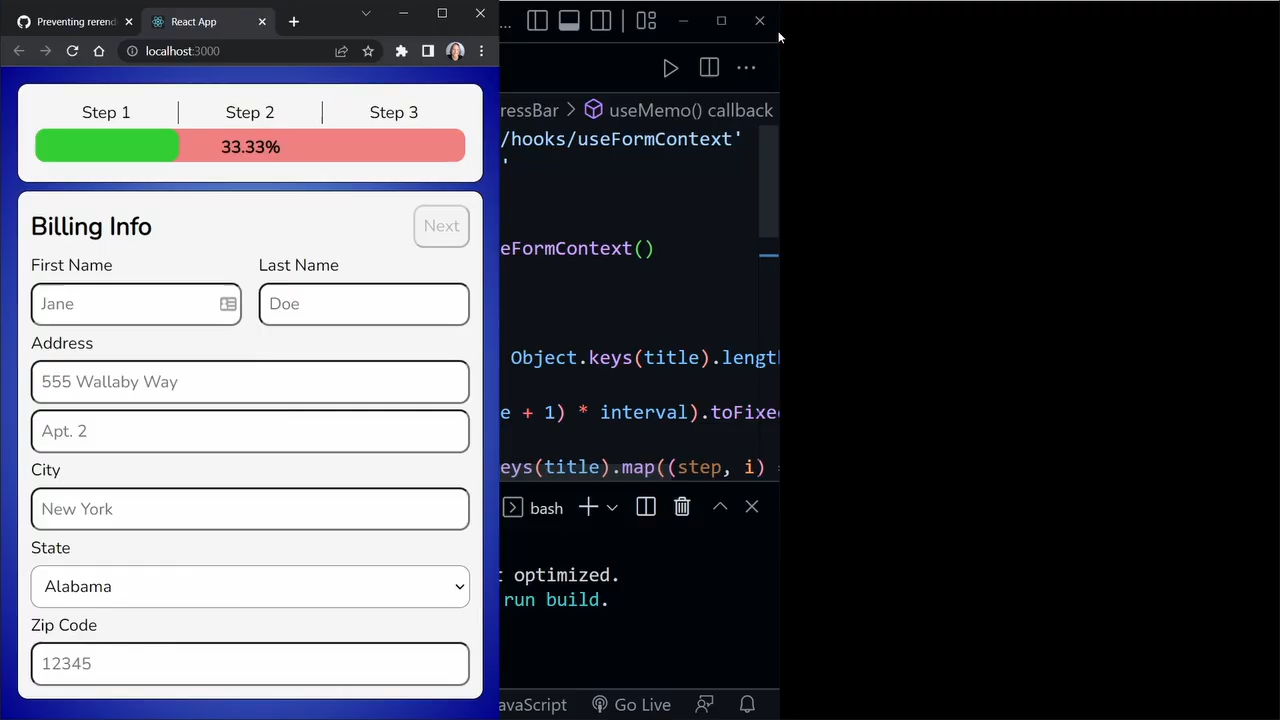 Preventing rerend
React App
localhost:3000
Step 1
Step 2
Step 3
33.33%
Billing Info
Next
First Name
Last Name
Jane
Doe
Address
555 Wallaby Way
Apt. 2
City
New York
State
Alabama
Zip Code
12345
...
ressBar > useMemo() callback
/hooks/useFormContext'
'
eFormContext()
Object.keys(title).lengt
e + 1) * interval).toFixe
eys(title).map((step, i) =
bash
t optimized.
run build.
avaScript
Go Live